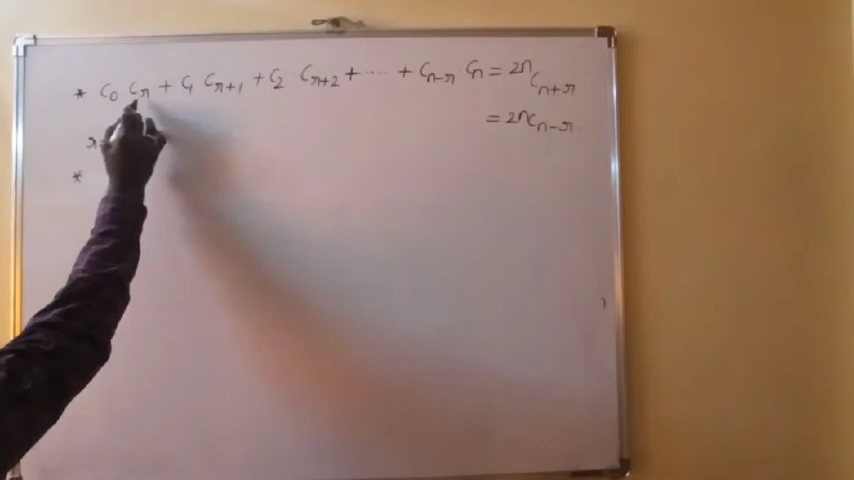 * C₀ Cᵣ + C₁ Cᵣ₊₁ + C₂ Cᵣ₊₂ + ···· + Cₙ₋ᵣ Cₙ = 2n Cₙ₊ᵣ
= 2n Cₙ₋ᵣ
r
*